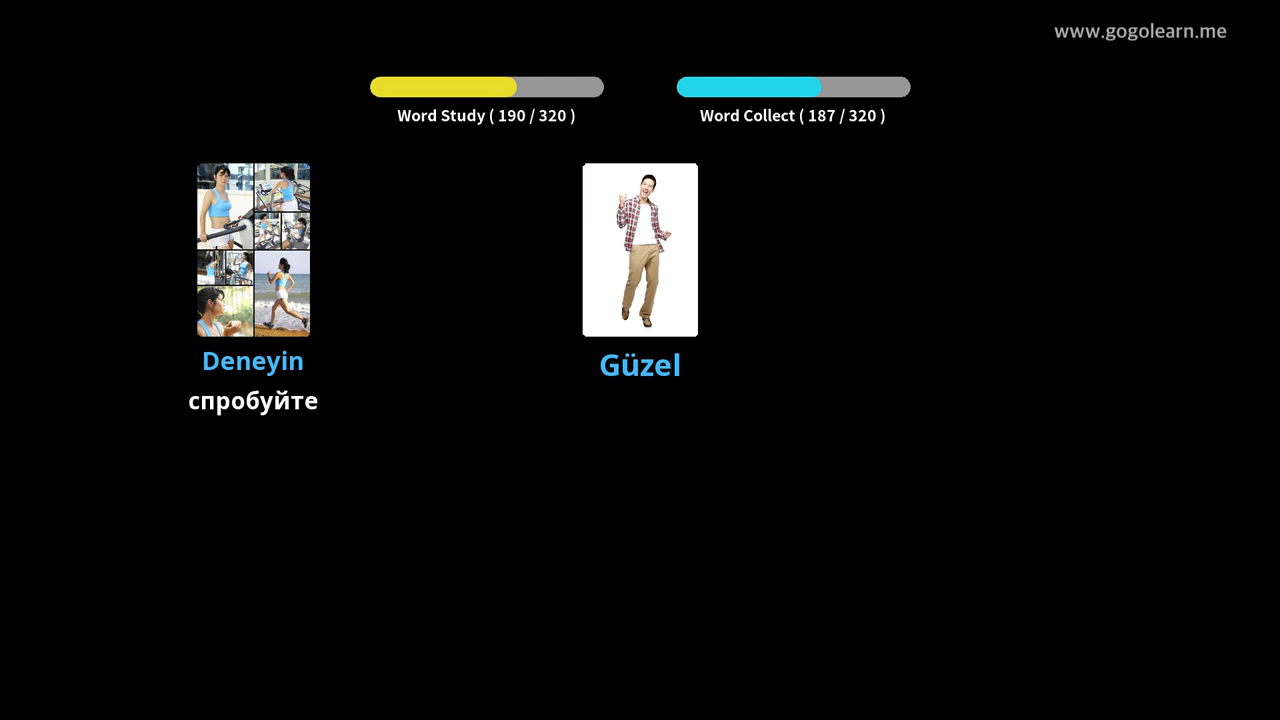 www.gogolearn.me
Word Study ( 190 / 320 )
Word Collect ( 187 / 320 )
Deneyin
спробуйте
Güzel